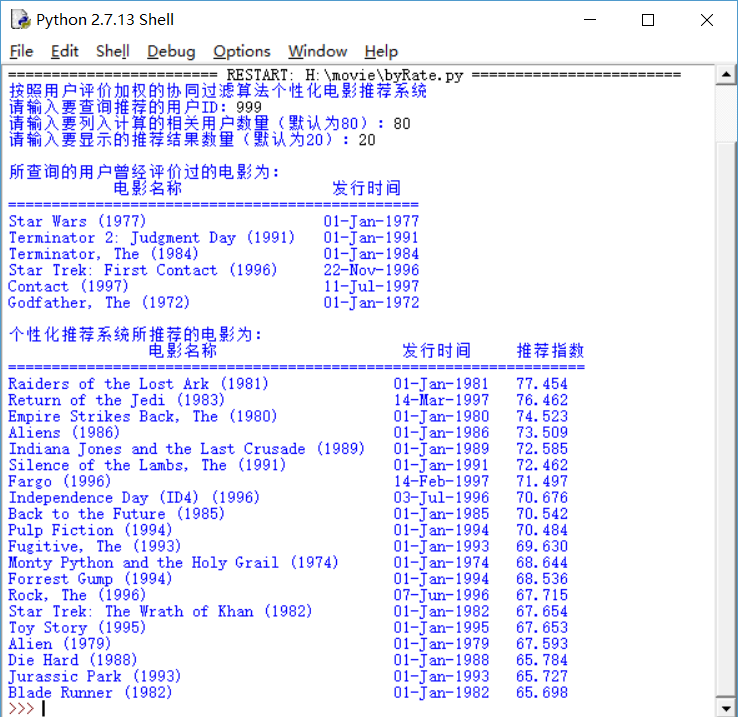 Python 2.7.13 Shell
File Edit Shell Debug Options Window Help
======================== RESTART: H:\movie\byRate.py ========================
按照用户评价加权的协同过滤算法个性化电影推荐系统
请输入要查询推荐的用户ID: 999
请输入要列入计算的相关用户数量（默认为80）: 80
请输入要显示的推荐结果数量（默认为20）: 20
所查询的用户曾经评价过的电影为:
电影名称 发行时间
===============================================
Star Wars (1977) 01-Jan-1977
Terminator 2: Judgment Day (1991) 01-Jan-1991
Terminator, The (1984) 01-Jan-1984
Star Trek: First Contact (1996) 22-Nov-1996
Contact (1997) 11-Jul-1997
Godfather, The (1972) 01-Jan-1972
个性化推荐系统所推荐的电影为:
电影名称 发行时间 推荐指数
==================================================================
Raiders of the Lost Ark (1981) 01-Jan-1981 77.454
Return of the Jedi (1983) 14-Mar-1997 76.462
Empire Strikes Back, The (1980) 01-Jan-1980 74.523
Aliens (1986) 01-Jan-1986 73.509
Indiana Jones and the Last Crusade (1989) 01-Jan-1989 72.585
Silence of the Lambs, The (1991) 01-Jan-1991 72.462
Fargo (1996) 14-Feb-1997 71.497
Independence Day (ID4) (1996) 03-Jul-1996 70.676
Back to the Future (1985) 01-Jan-1985 70.542
Pulp Fiction (1994) 01-Jan-1994 70.484
Fugitive, The (1993) 01-Jan-1993 69.630
Monty Python and the Holy Grail (1974) 01-Jan-1974 68.644
Forrest Gump (1994) 01-Jan-1994 68.536
Rock, The (1996) 07-Jun-1996 67.715
Star Trek: The Wrath of Khan (1982) 01-Jan-1982 67.654
Toy Story (1995) 01-Jan-1995 67.653
Alien (1979) 01-Jan-1979 67.593
Die Hard (1988) 01-Jan-1988 65.784
Jurassic Park (1993) 01-Jan-1993 65.727
Blade Runner (1982) 01-Jan-1982 65.698
>>>